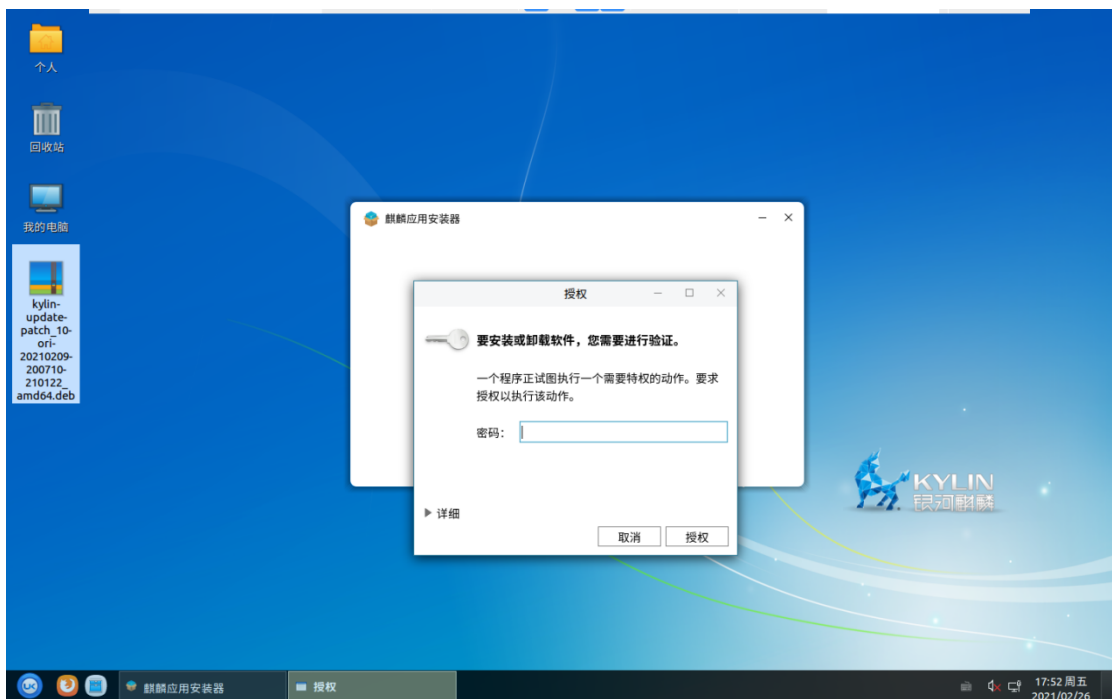 个人
回收站
我的电脑
kylin-
update-
patch_10-
ori-
20210209-
200710-
210122_
amd64.deb
麒麟应用安装器
授权
要安装或卸载软件，您需要进行验证。
一个程序正试图执行一个需要特权的动作。要求
授权以执行该动作。
密码：
详细
取消
授权
KYLIN
银河麒麟
UK
麒麟应用安装器
授权
17:52 周五
2021/02/26